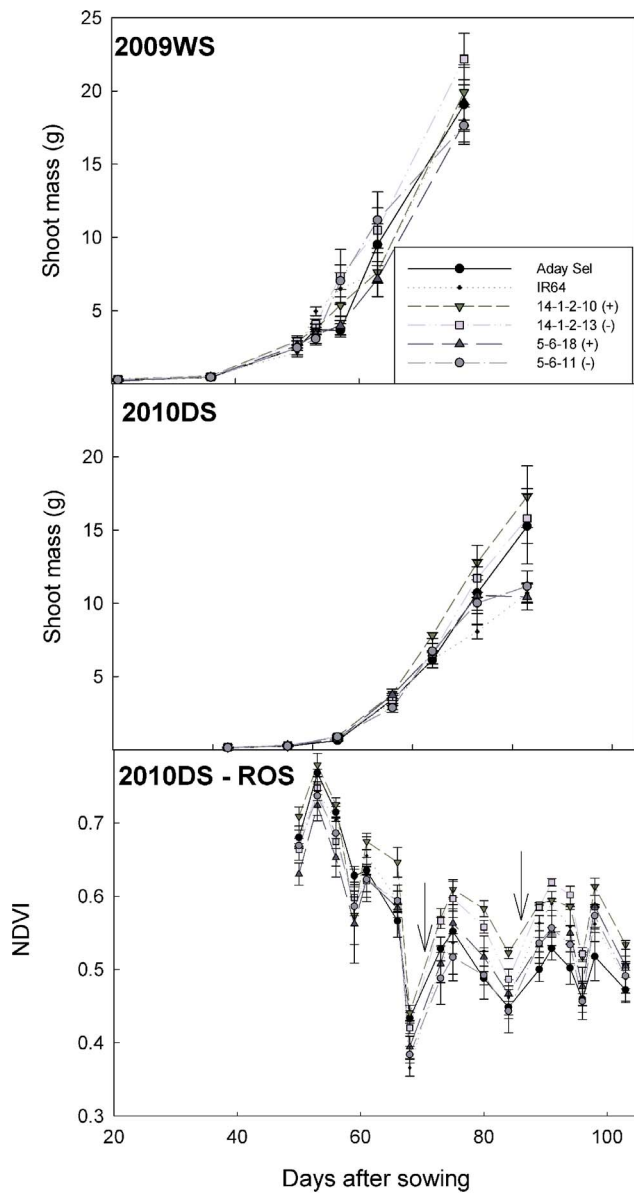 25
2009WS
20
15
10
5
Shoot mass (g)
Aday Sel
IR64
14-1-2-10 (+)
14-1-2-13 (-)
5-6-18 (+)
5-6-11 (-)
2010DS
20
15
10
5
Shoot mass (g)
2010DS - ROS
0.7
0.6
0.5
0.4
0.3
NDVI
20 40 60 80 100
Days after sowing